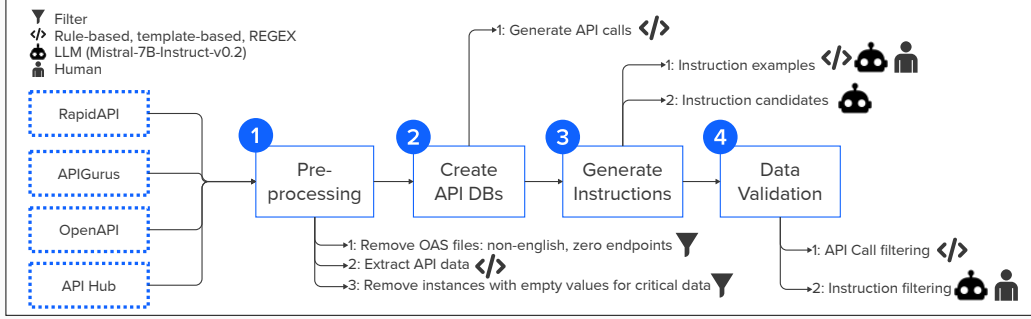 Filter
Rule-based, template-based, REGEX
LLM (Mistral-7B-Instruct-v0.2)
Human
RapidAPI
APIGurus
OpenAPI
API Hub
1
Pre-
processing
1: Remove OAS files: non-english, zero endpoints
2: Extract API data
3: Remove instances with empty values for critical data
2
Create
API DBs
1: Generate API calls
3
Generate
Instructions
1: Instruction examples
2: Instruction candidates
4
Data
Validation
1: API Call filtering
2: Instruction filtering